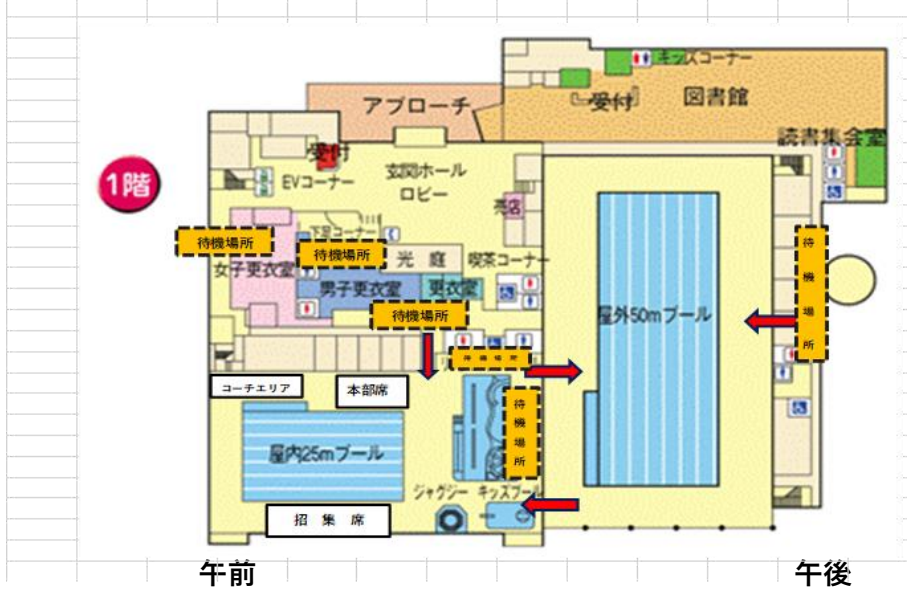 キッズコーナー
受付
図書館
アプローチ
読書集会室
受付
玄関ホール
ロビー
EVコーナー
1階
売店
下足コーナー
待機場所
待機場所
女子更衣室
光庭
喫茶コーナー
男子更衣室
更衣室
待機場所
待機場所
屋外50mプール
待機場所
コーチエリア
本部席
待機場所
屋内25mプール
ジャグジー
キッズプール
招集席
午前
午後